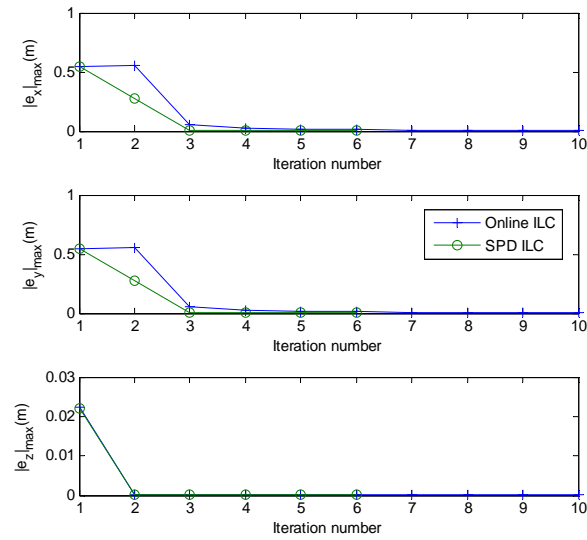 1
0.5
0
|e_x|_max(m)
1 2 3 4 5 6 7 8 9 10
Iteration number
1
0.5
0
|e_y|_max(m)
Online ILC
SPD ILC
1 2 3 4 5 6 7 8 9 10
Iteration number
0.03
0.02
0.01
0
|e_z|_max(m)
1 2 3 4 5 6 7 8 9 10
Iteration number